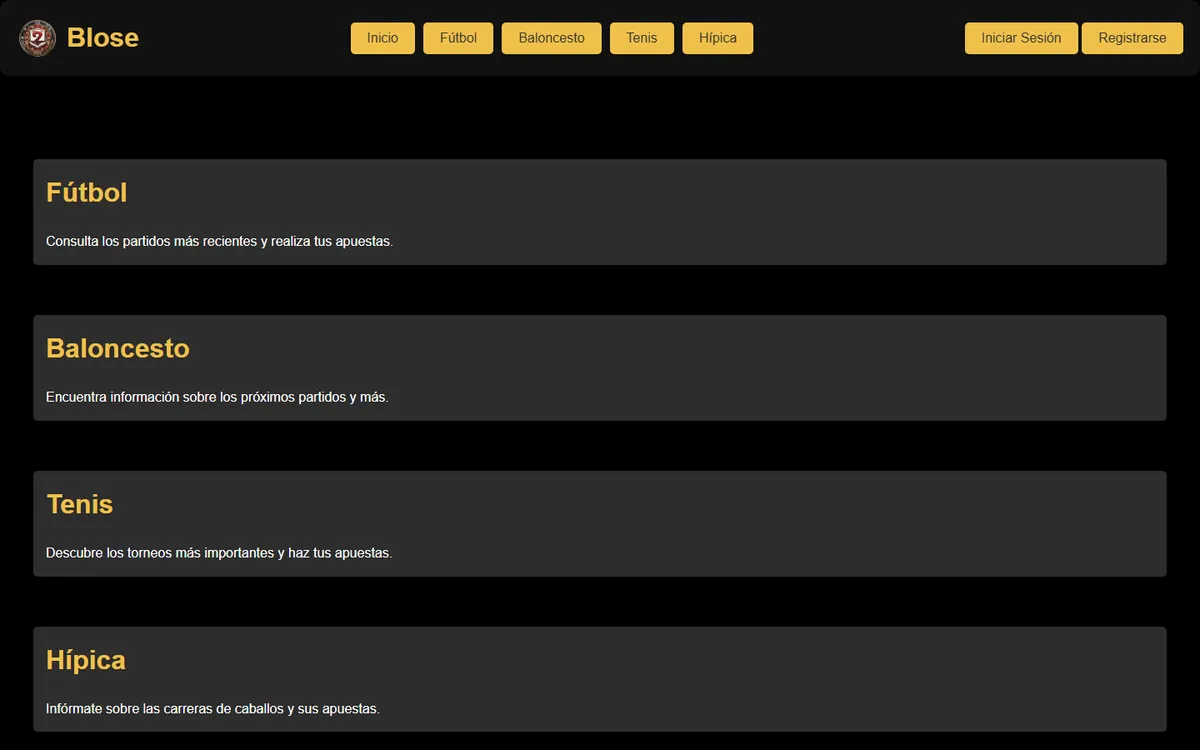 Blose
Inicio
Fútbol
Baloncesto
Tenis
Hípica
Iniciar Sesión
Registrarse
Fútbol
Consulta los partidos más recientes y realiza tus apuestas.
Baloncesto
Encuentra información sobre los próximos partidos y más.
Tenis
Descubre los torneos más importantes y haz tus apuestas.
Hípica
Infórmate sobre las carreras de caballos y sus apuestas.